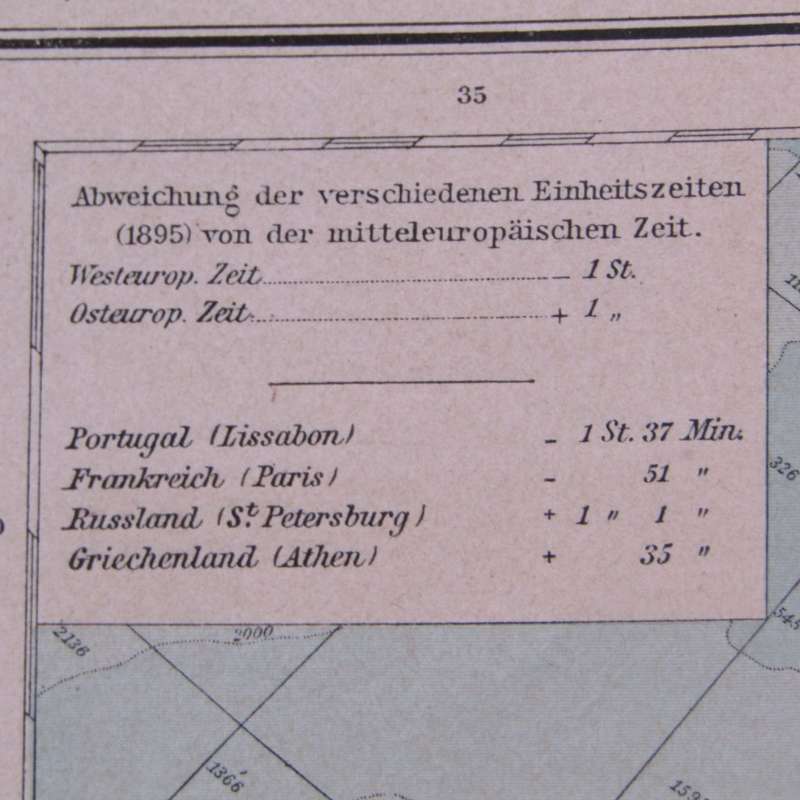 35
Abweichung der verschiedenen Einheitszeiten
(1895) von der mitteleuropäischen Zeit.
Westeurop. Zeit........................ – 1 St.
Osteurop. Zeit........................ + 1 „
Portugal (Lissabon) – 1 St. 37 Min.
Frankreich (Paris) – 51 "
Russland (St. Petersburg) + 1 " 1 "
Griechenland (Athen) + 35 "
326
545
2136
2000
1366